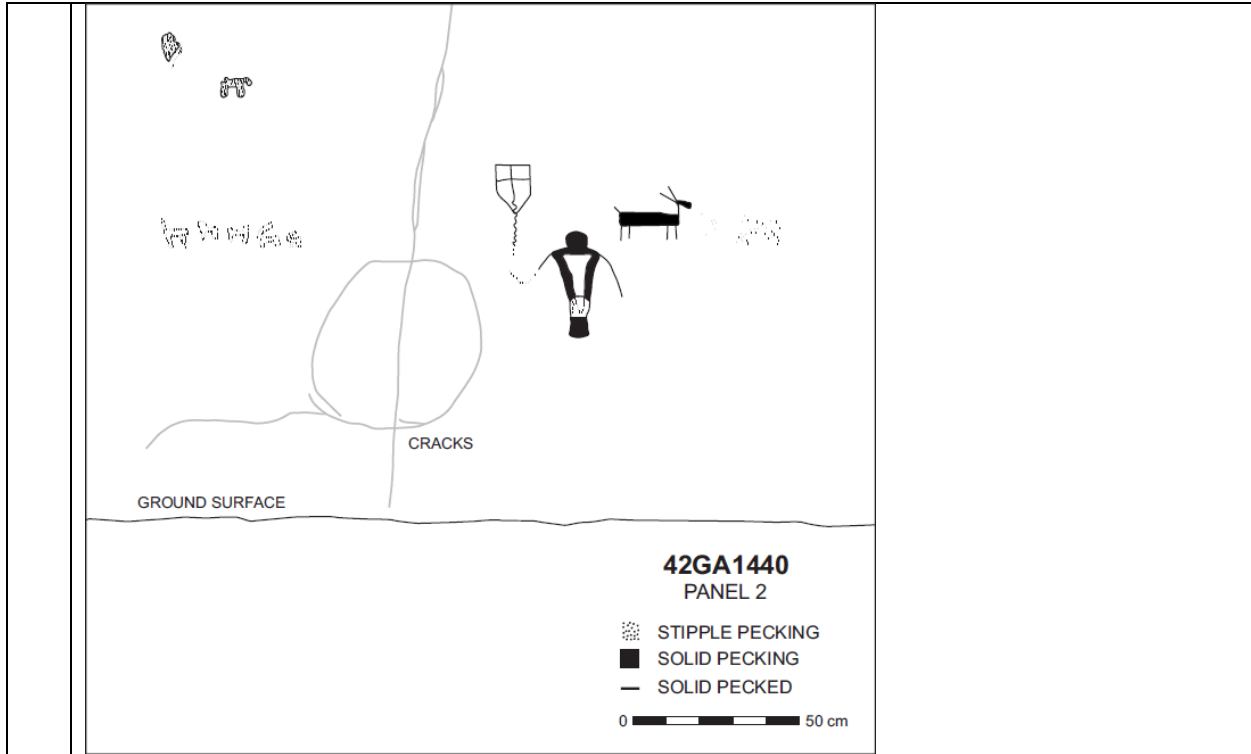 CRACKS
GROUND SURFACE
42GA1440
PANEL 2
STIPPLE PECKING
SOLID PECKING
SOLID PECKED
0 50 cm